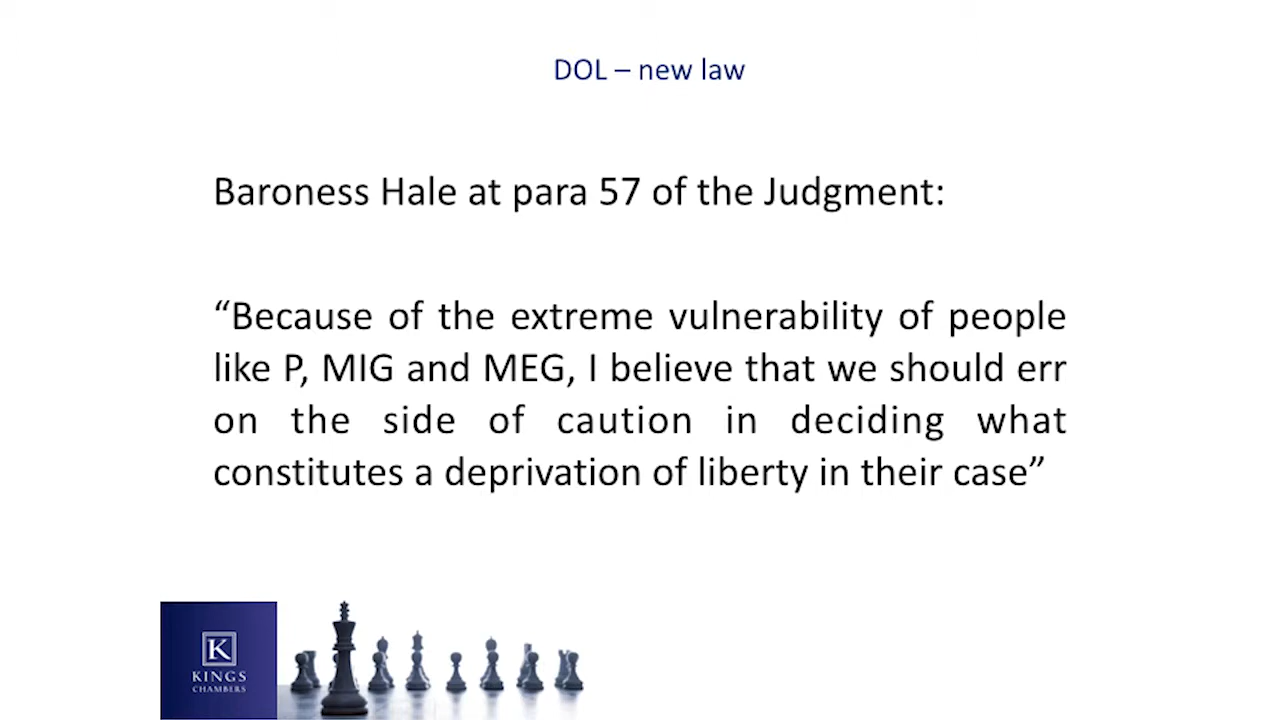 DOL – new law
Baroness Hale at para 57 of the Judgment:
“Because of the extreme vulnerability of people
like P, MIG and MEG, I believe that we should err
on the side of caution in deciding what
constitutes a deprivation of liberty in their case”
K
KINGS
CHAMBERS